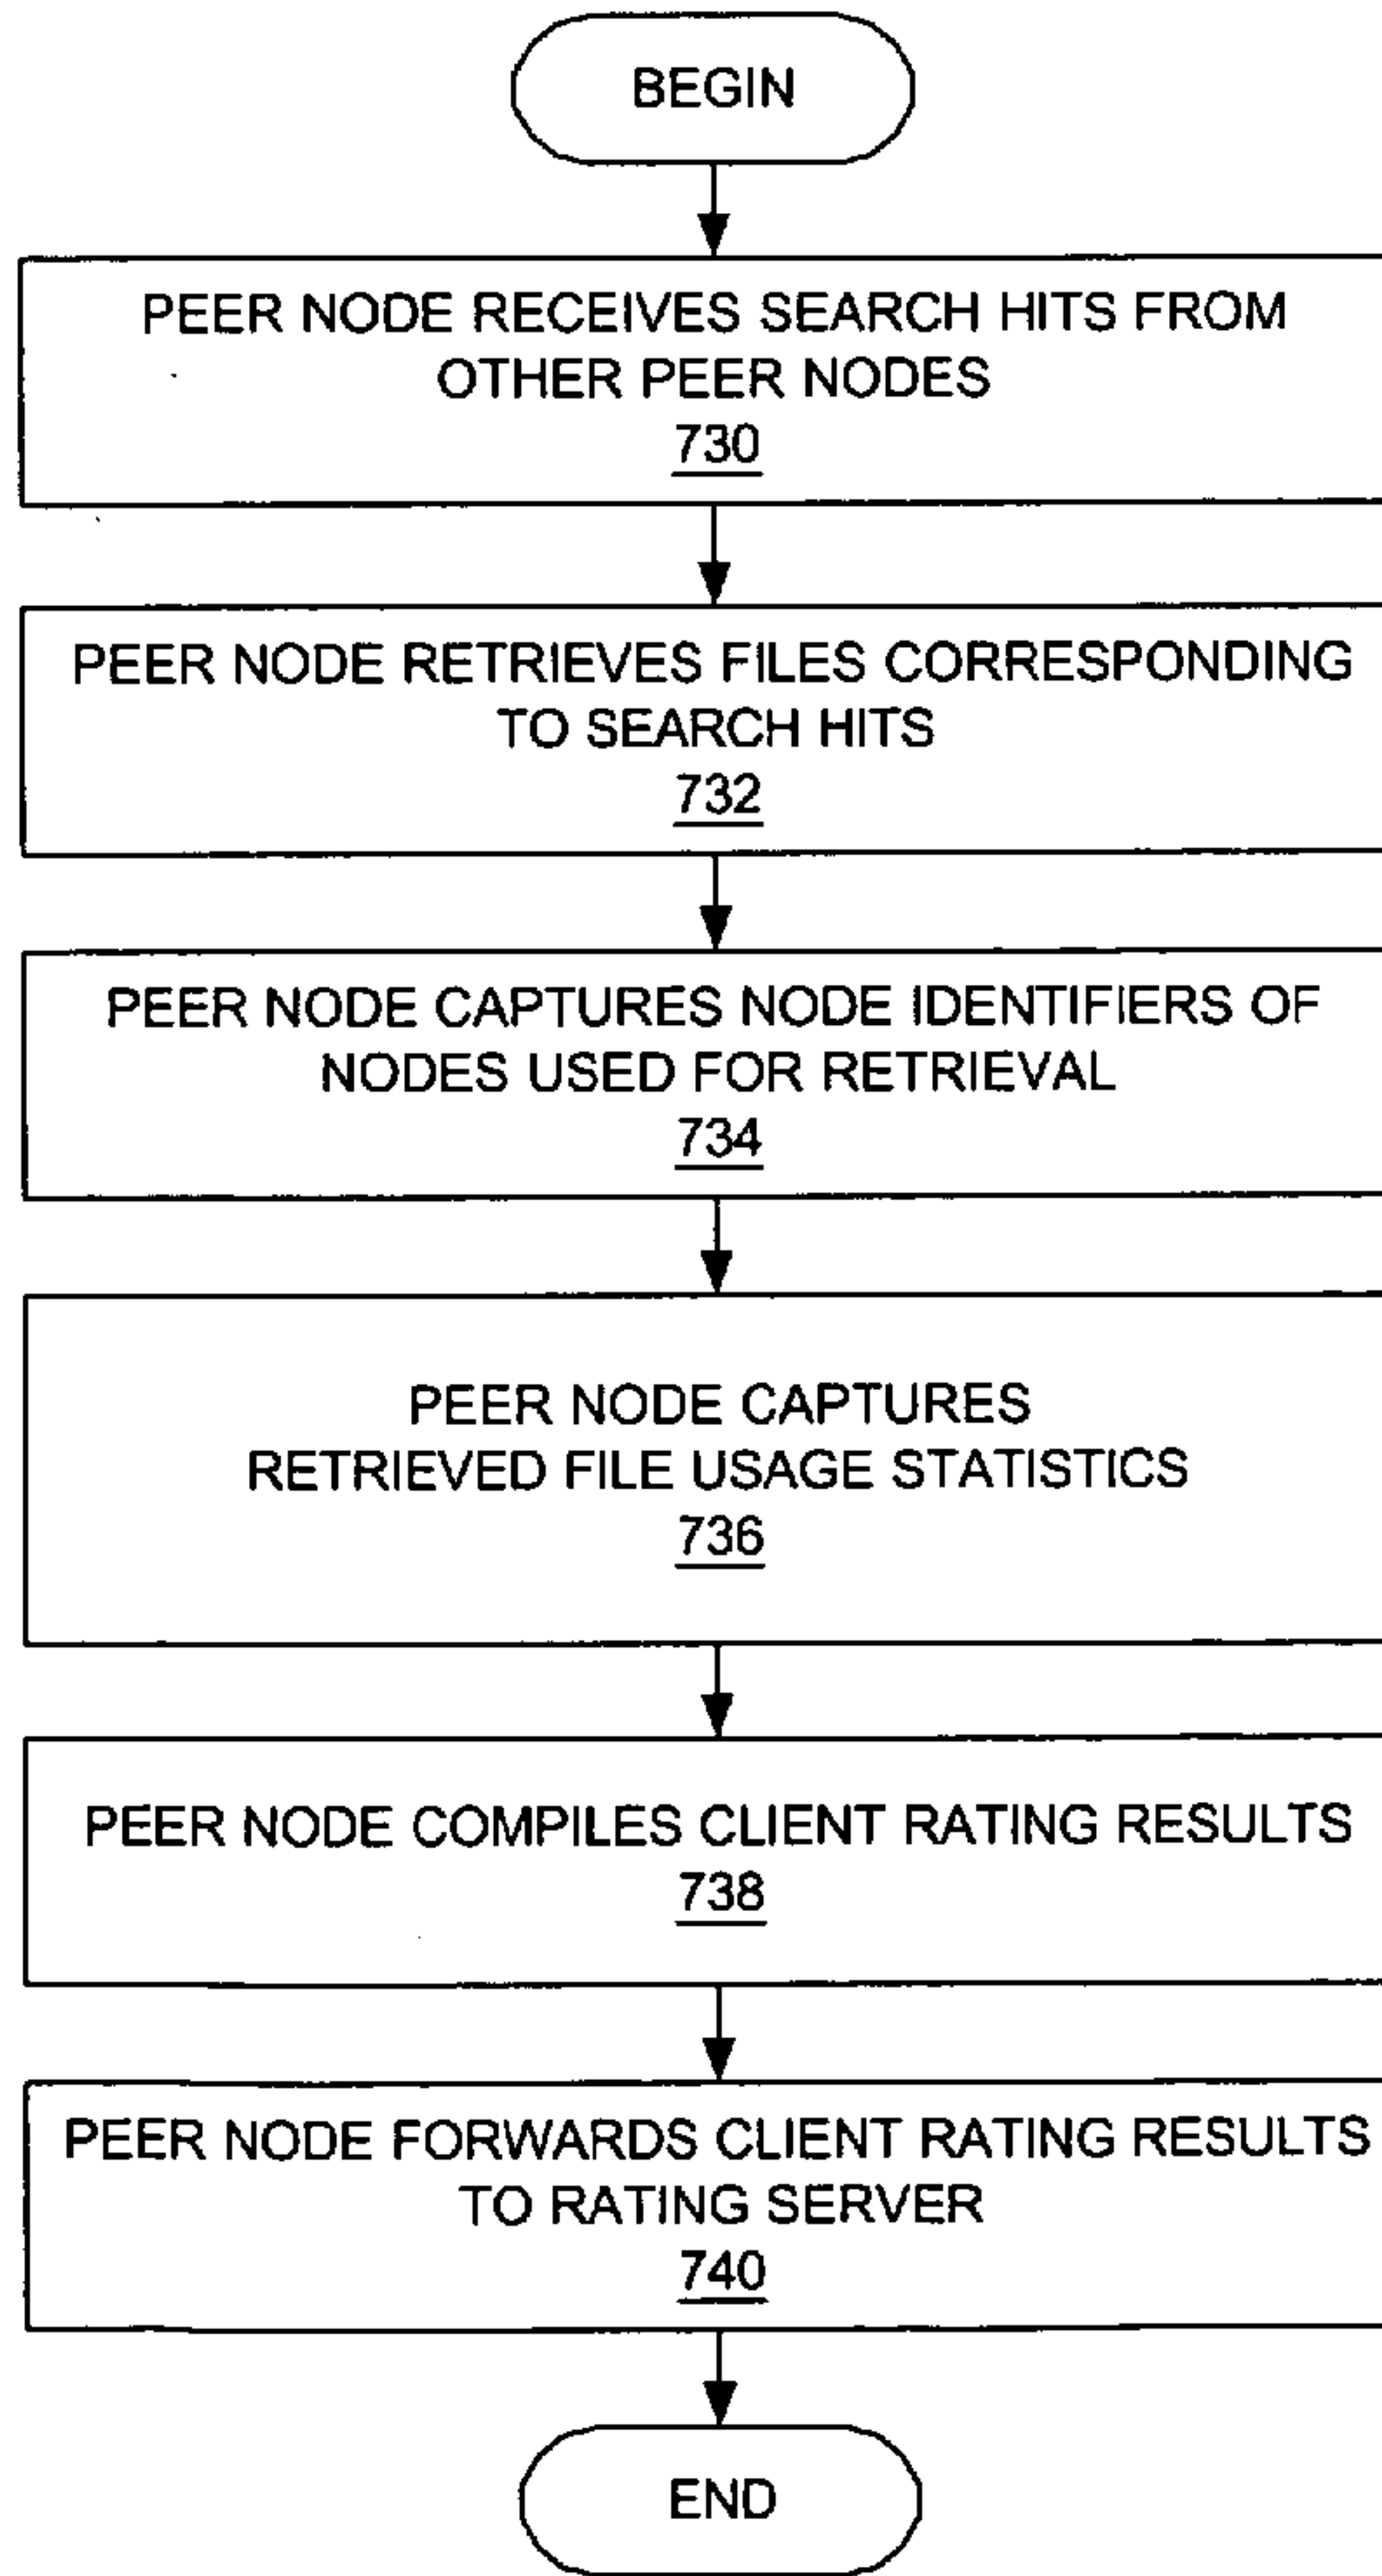 BEGIN
PEER NODE RECEIVES SEARCH HITS FROM
OTHER PEER NODES
730
PEER NODE RETRIEVES FILES CORRESPONDING
TO SEARCH HITS
732
PEER NODE CAPTURES NODE IDENTIFIERS OF
NODES USED FOR RETRIEVAL
734
PEER NODE CAPTURES
RETRIEVED FILE USAGE STATISTICS
736
PEER NODE COMPILES CLIENT RATING RESULTS
738
PEER NODE FORWARDS CLIENT RATING RESULTS
TO RATING SERVER
740
END